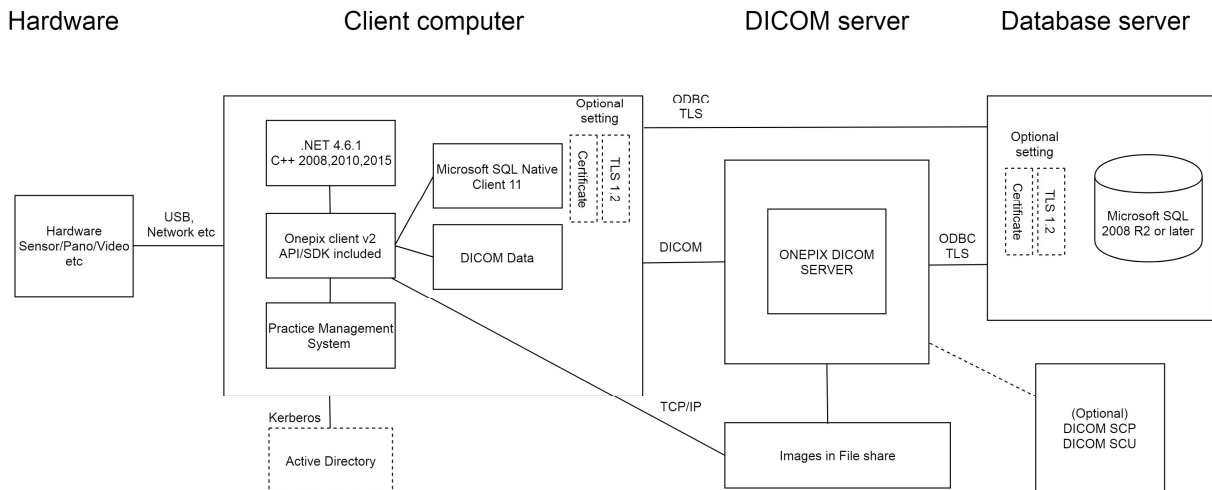 Hardware
Client computer
DICOM server
Database server
Optional
setting
ODBC
TLS
.NET 4.6.1
C++ 2008,2010,2015
Microsoft SQL Native
Client 11
Certificate
TLS 1.2
Optional
setting
Certificate
TLS 1.2
Microsoft SQL
2008 R2 or later
Hardware
Sensor/Pano/Video
etc
USB,
Network etc
Onepix client v2
API/SDK included
DICOM Data
DICOM
ONEPIX DICOM
SERVER
ODBC
TLS
Practice Management
System
Kerberos
Active Directory
TCP/IP
Images in File share
(Optional)
DICOM SCP
DICOM SCU